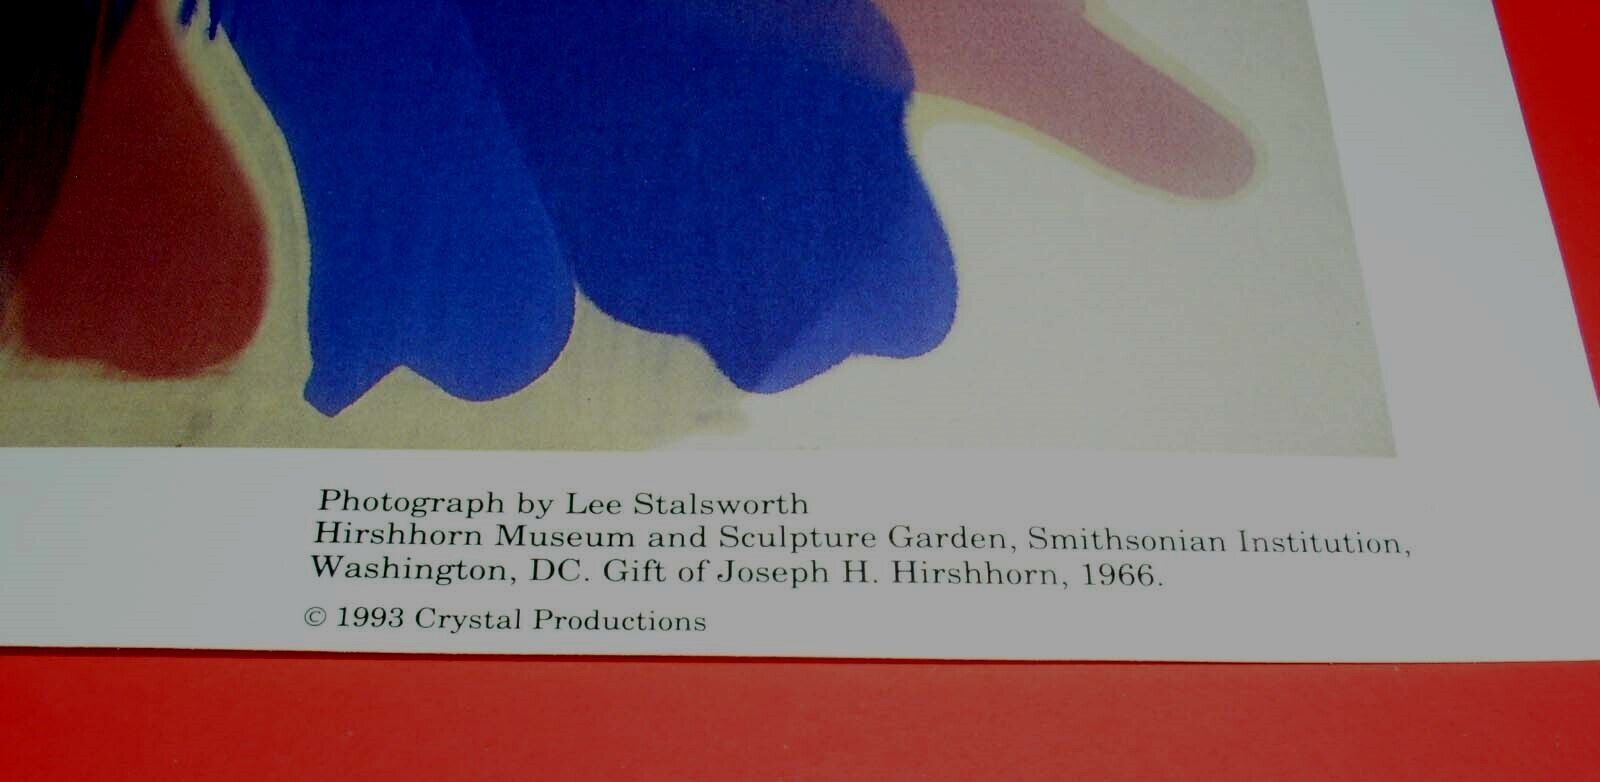 Photograph by Lee Stalsworth
Hirshhorn Museum and Sculpture Garden, Smithsonian Institution,
Washington, DC. Gift of Joseph H. Hirshhorn, 1966.
© 1993 Crystal Productions